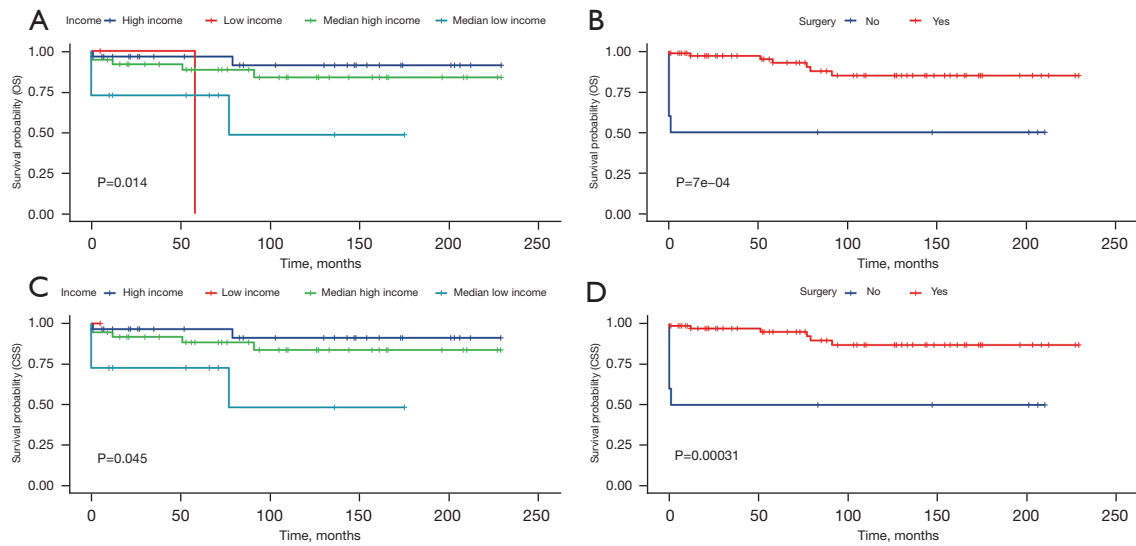 A
Income High income Low income Median high income Median low income
Survival probability (OS)
1.00
0.75
0.50
0.25
0.00
P=0.014
0 50 100 150 200 250
Time, months
B
Surgery No Yes
Survival probability (OS)
1.00
0.75
0.50
0.25
0.00
P=7e−04
0 50 100 150 200 250
Time, months
C
Income High income Low income Median high income Median low income
Survival probability (CSS)
1.00
0.75
0.50
0.25
0.00
P=0.045
0 50 100 150 200 250
Time, months
D
Surgery No Yes
Survival probability (CSS)
1.00
0.75
0.50
0.25
0.00
P=0.00031
0 50 100 150 200 250
Time, months